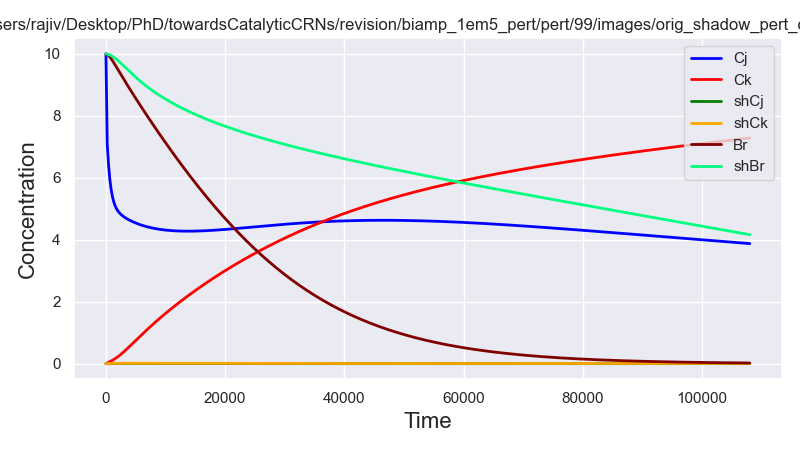 sers/rajiv/Desktop/PhD/towardsCatalyticCRNs/revision/biamp_1em5_pert/pert/99/images/orig_shadow_pert_
Concentration
10
8
6
4
2
0
0
20000
40000
60000
80000
100000
Time
Cj
Ck
shCj
shCk
Br
shBr